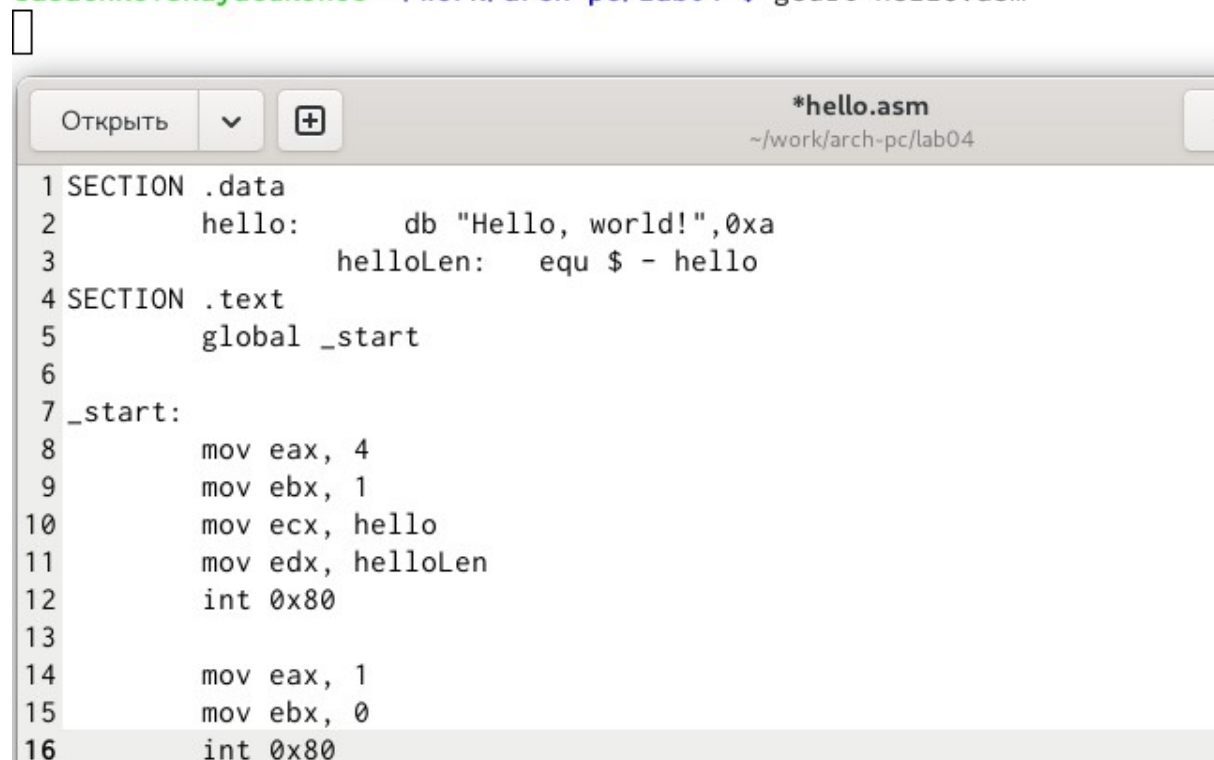 Открыть
*hello.asm
~/work/arch-pc/lab04
1 SECTION .data
2 hello: db "Hello, world!",0xa
3 helloLen: equ $ - hello
4 SECTION .text
5 global _start
6
7 _start:
8 mov eax, 4
9 mov ebx, 1
10 mov ecx, hello
11 mov edx, helloLen
12 int 0x80
13
14 mov eax, 1
15 mov ebx, 0
16 int 0x80